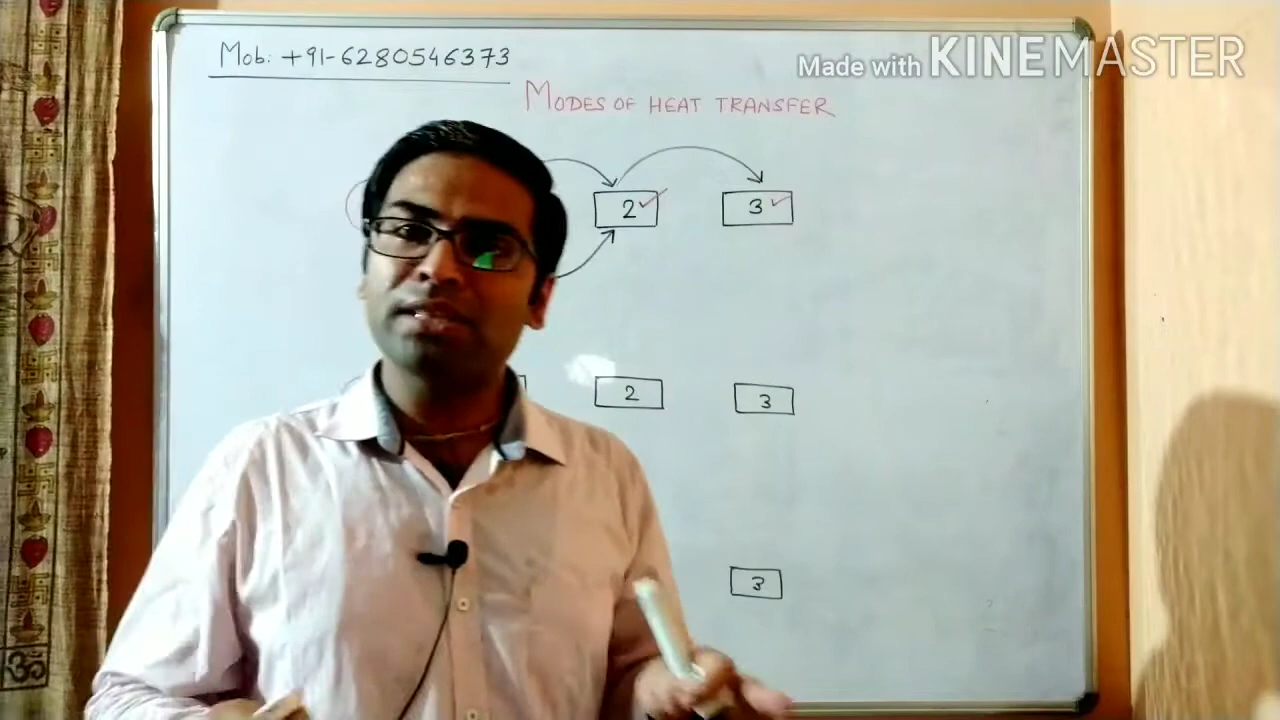 Mob: +91-6280546373
Made with KINEMASTER
MODES OF HEAT TRANSFER
2 3
2 3
3
ॐ